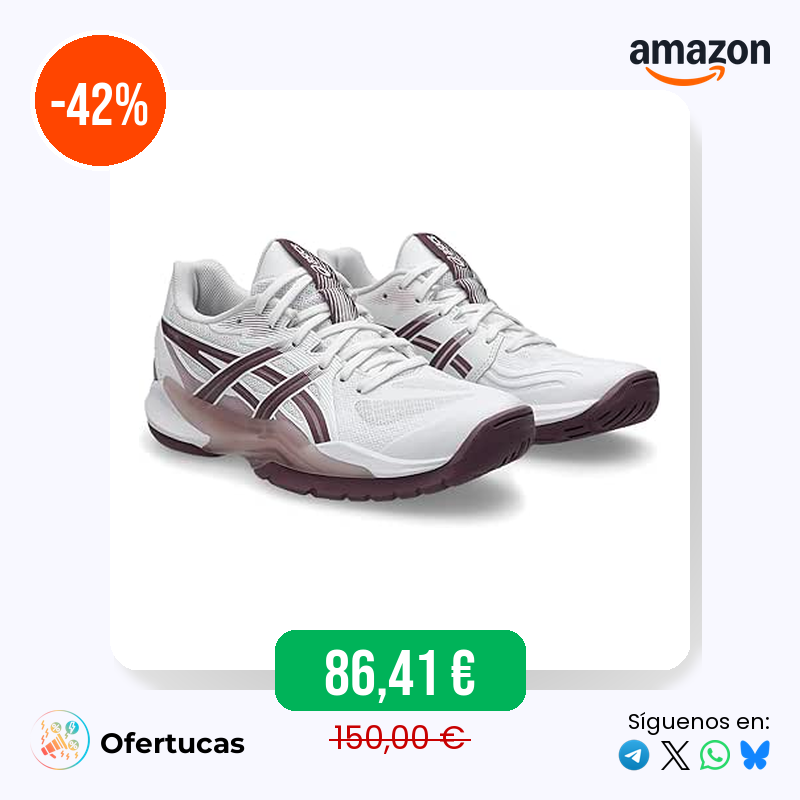 -42%
amazon
86,41 €
150,00 €
Ofertucas
Síguenos en: